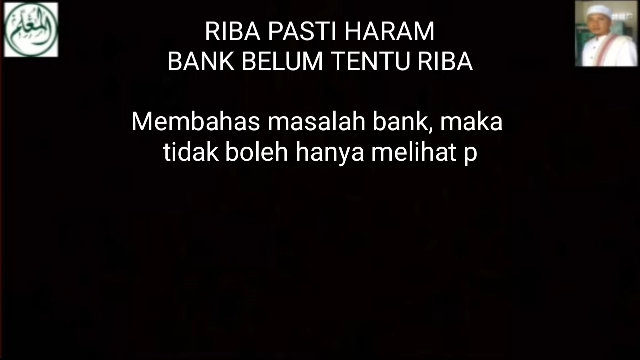 RIBA PASTI HARAM
BANK BELUM TENTU RIBA
Membahas masalah bank, maka
tidak boleh hanya melihat p